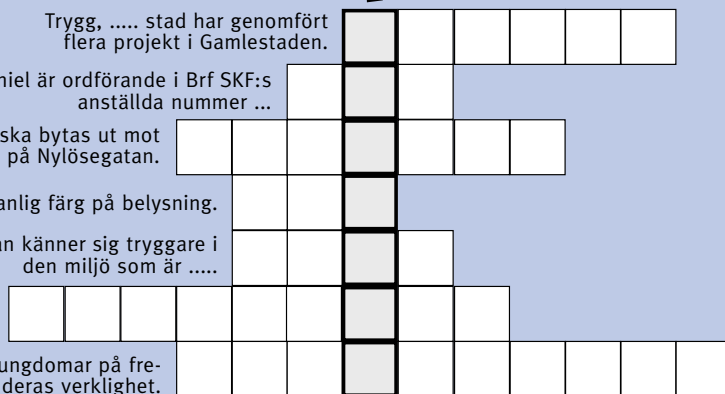 Trygg, ..... stad har genomfört
flera projekt i Gamlestaden.
niel är ordförande i Brf SKF:s
anställda nummer ...
ska bytas ut mot
på Nylösegatan.
anlig färg på belysning.
an känner sig tryggare i
den miljö som är .....
ungdomar på fre-
deras verklighet.